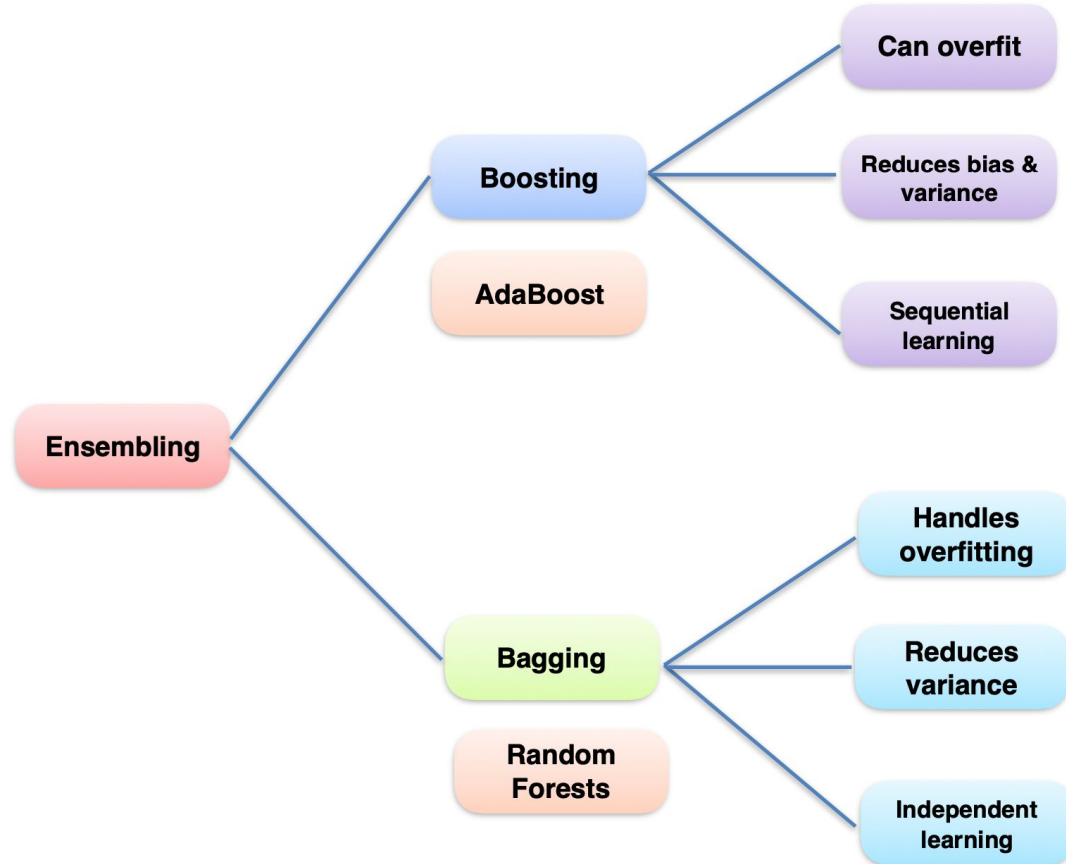 Can overfit
Boosting
Reduces bias &
variance
AdaBoost
Sequential
learning
Ensembling
Handles
overfitting
Bagging
Reduces
variance
Random
Forests
Independent
learning